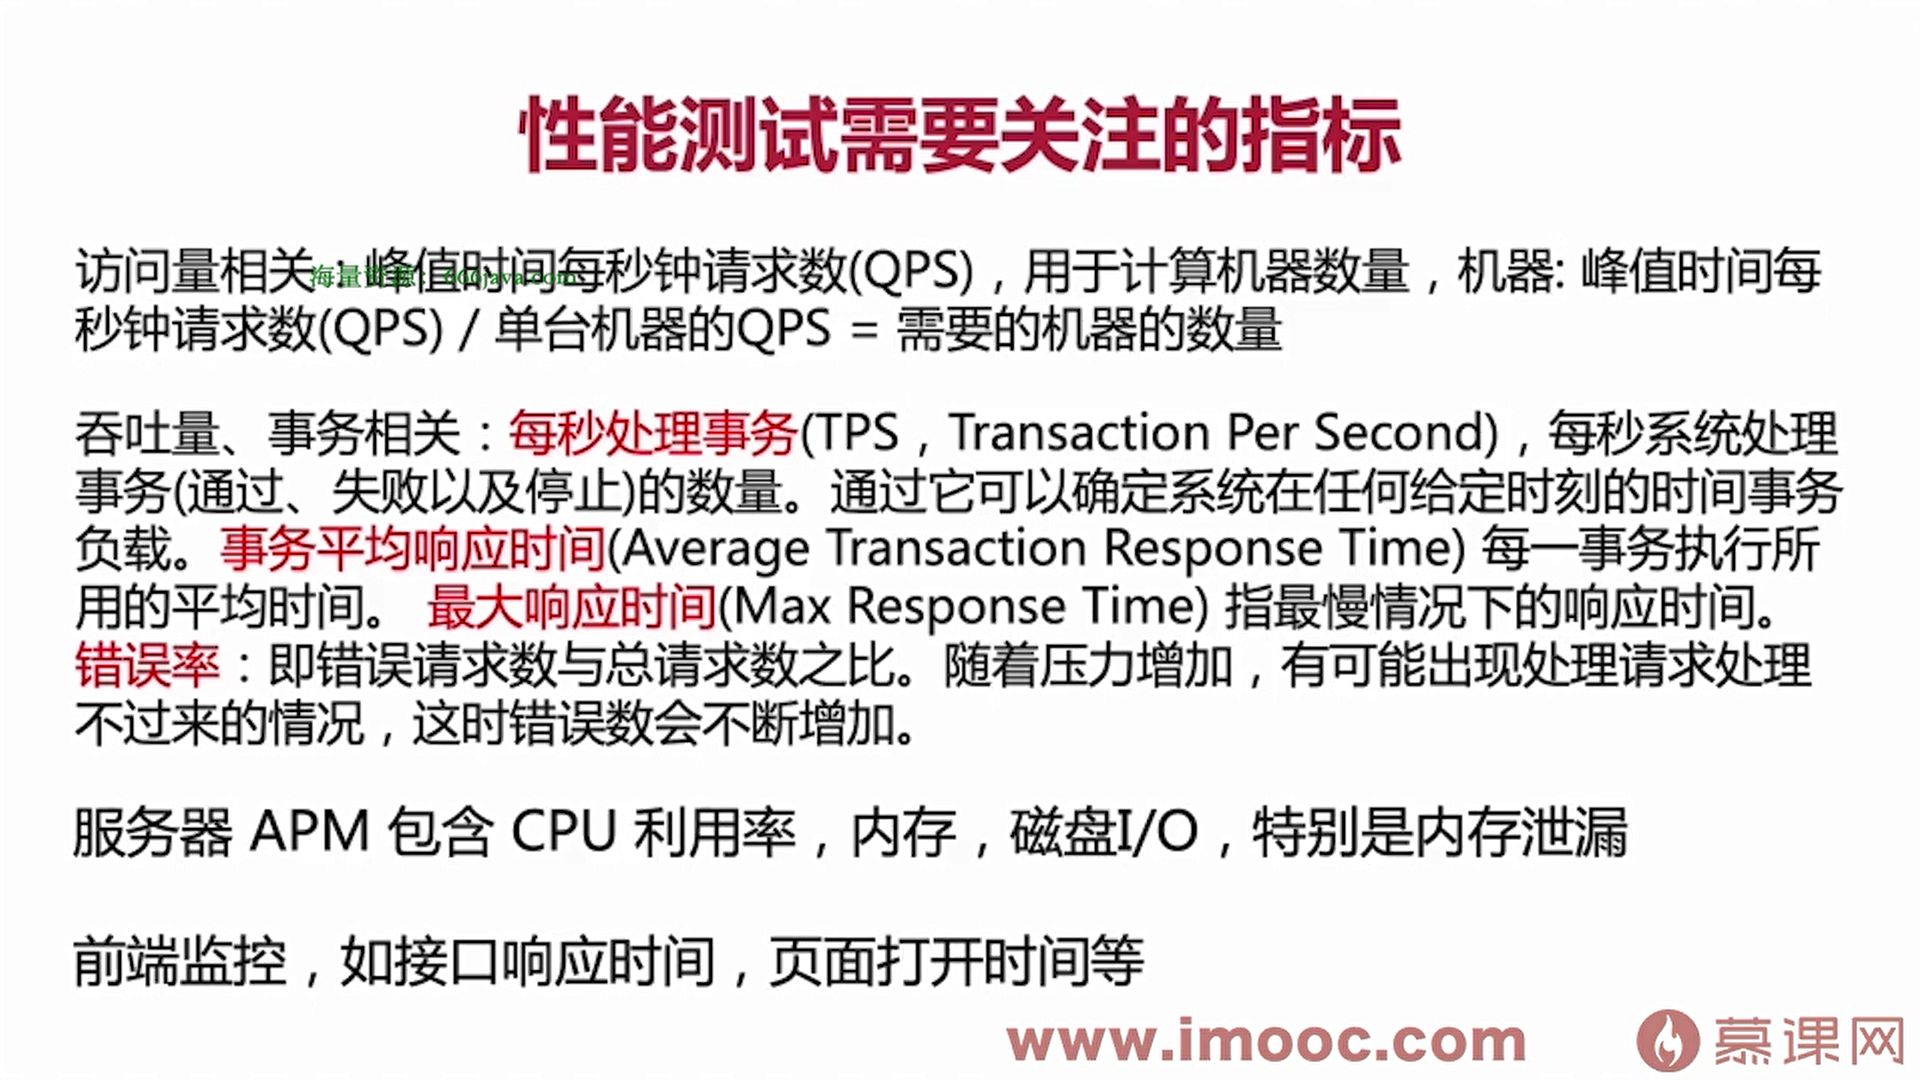 性能测试需要关注的指标
访问量相关：峰值时间每秒钟请求数(QPS)，用于计算机器数量，机器: 峰值时间每
海量资源：666java.com
秒钟请求数(QPS) / 单台机器的QPS = 需要的机器的数量
吞吐量、事务相关：每秒处理事务(TPS，Transaction Per Second)，每秒系统处理
事务(通过、失败以及停止)的数量。通过它可以确定系统在任何给定时刻的时间事务
负载。事务平均响应时间(Average Transaction Response Time) 每一事务执行所
用的平均时间。 最大响应时间(Max Response Time) 指最慢情况下的响应时间。
错误率：即错误请求数与总请求数之比。随着压力增加，有可能出现处理请求处理
不过来的情况，这时错误数会不断增加。
服务器 APM 包含 CPU 利用率，内存，磁盘I/O，特别是内存泄漏
前端监控，如接口响应时间，页面打开时间等
www.imooc.com 慕课网